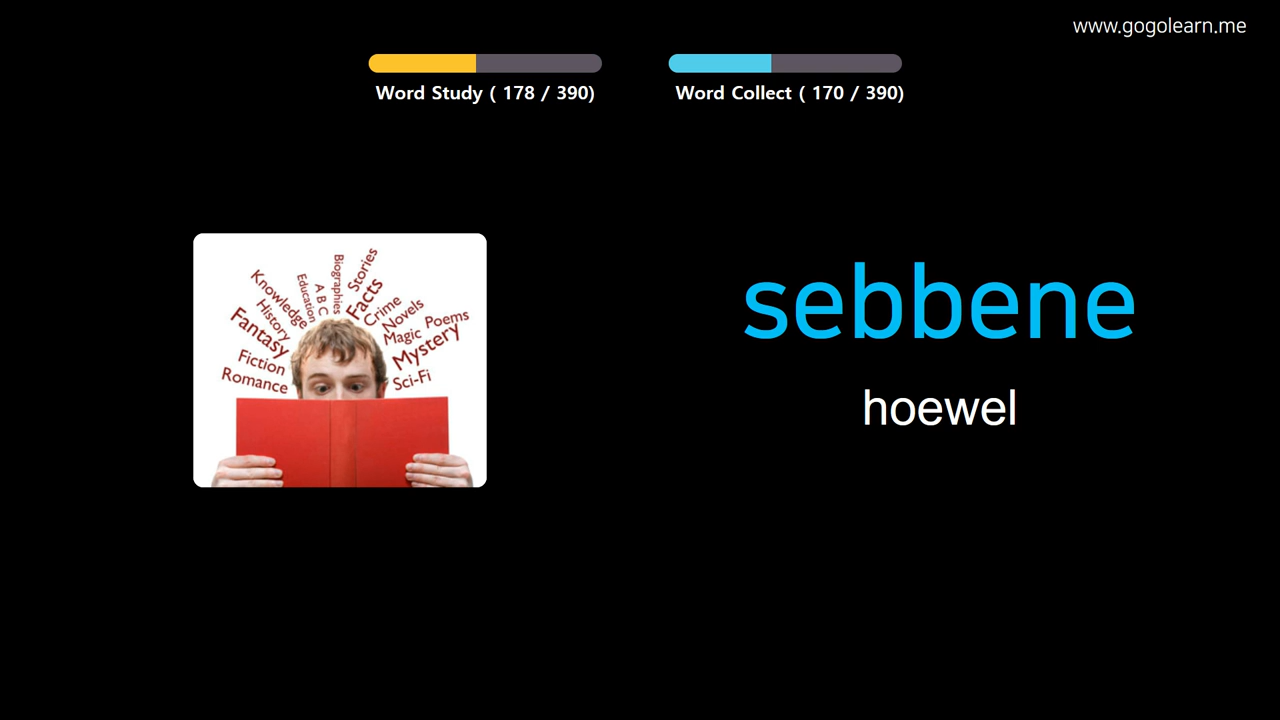 www.gogolearn.me
Word Study ( 178 / 390)
Word Collect ( 170 / 390)
Knowledge
History
Fantasy
Fiction
Romance
Education
A B C
Biographies
Stories
Facts
Crime
Novels
Magic
Poems
Mystery
Sci-Fi
sebbene
hoewel